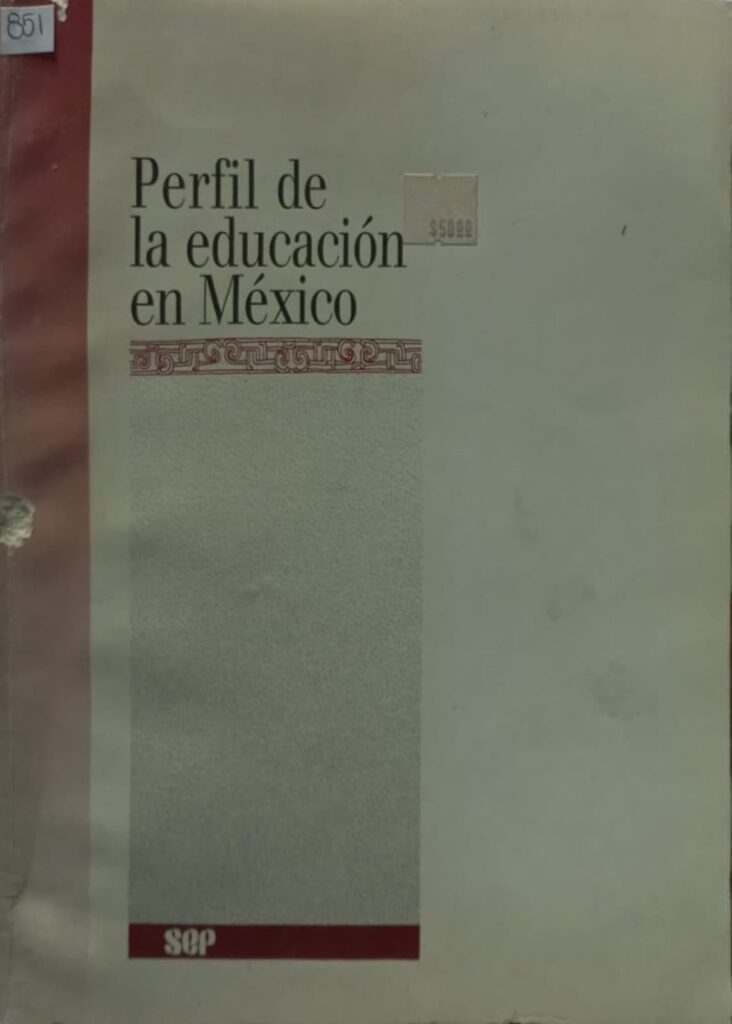 851
Perfil de
la educación
en México
$5000
sep